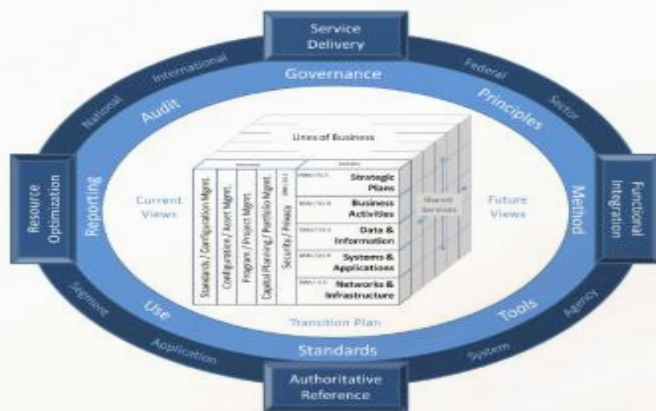 Service
Delivery
International
Federal
National
Governance
Sector
Audit
Principles
Lines of Business
Resource
Optimization
Reporting
Current
Views
Standards / Configuration Mgmt.
Configuration / Asset Mgmt.
Program / Project Mgmt.
Capital Planning / Portfolio Mgmt.
Security / Privacy
Strategic
Plans
Business
Activities
Data &
Information
Systems &
Applications
Networks &
Infrastructure
Shared
Services
Future
Views
Method
Functional
Integration
Transition Plan
Use
Tools
Segment
Agency
Standards
Application
System
Authoritative
Reference